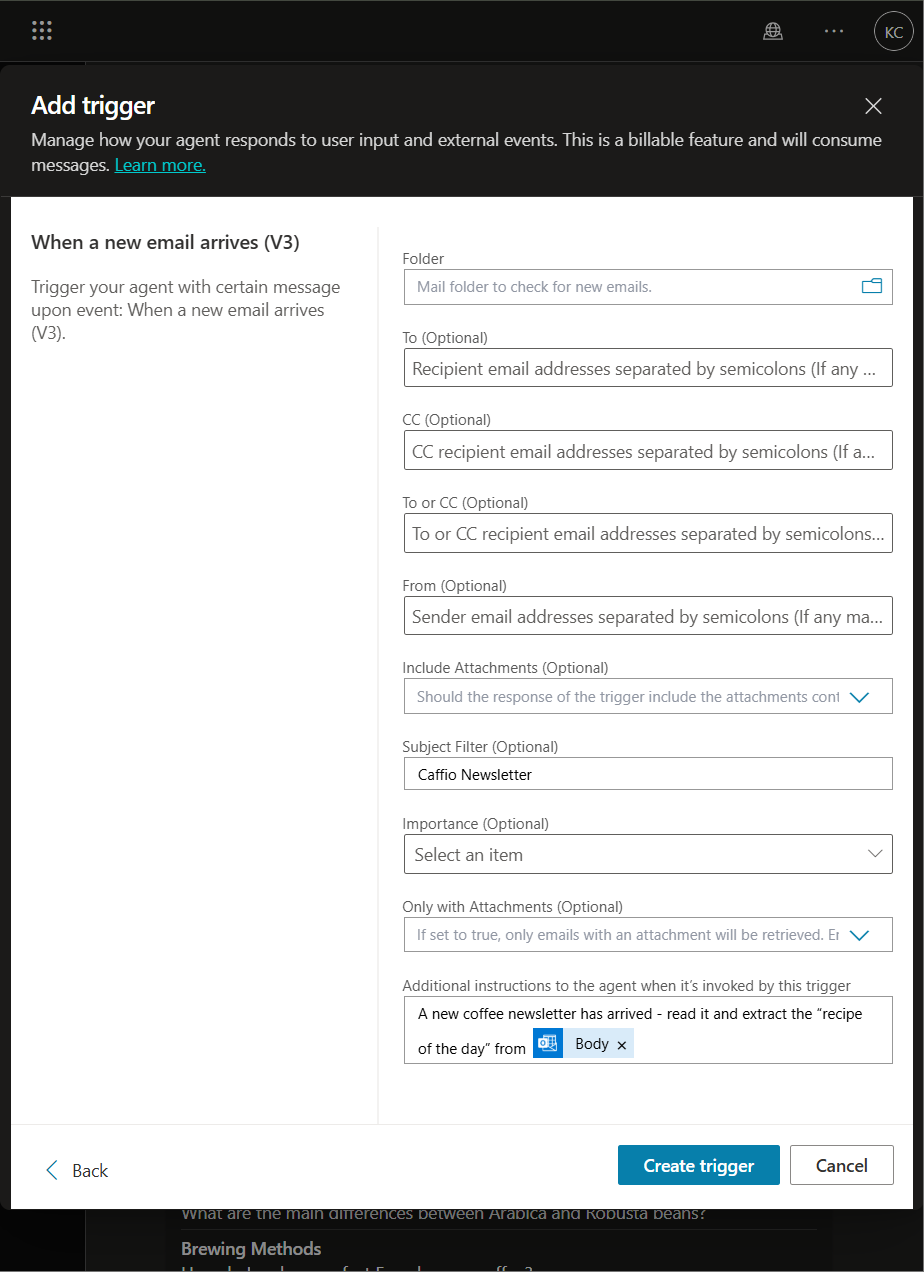 KC
Add trigger
Manage how your agent responds to user input and external events. This is a billable feature and will consume
messages. Learn more.
When a new email arrives (V3)
Trigger your agent with certain message
upon event: When a new email arrives
(V3).
Folder
Mail folder to check for new emails.
To (Optional)
Recipient email addresses separated by semicolons (If any ...
CC (Optional)
CC recipient email addresses separated by semicolons (If a...
To or CC (Optional)
To or CC recipient email addresses separated by semicolons...
From (Optional)
Sender email addresses separated by semicolons (If any ma...
Include Attachments (Optional)
Should the response of the trigger include the attachments cont
Subject Filter (Optional)
Caffio Newsletter
Importance (Optional)
Select an item
Only with Attachments (Optional)
If set to true, only emails with an attachment will be retrieved. Er
Additional instructions to the agent when it's invoked by this trigger
A new coffee newsletter has arrived - read it and extract the “recipe
of the day” from Body ×
Back
Create trigger
Cancel
What are the main differences between Arabica and Robusta beans?
Brewing Methods